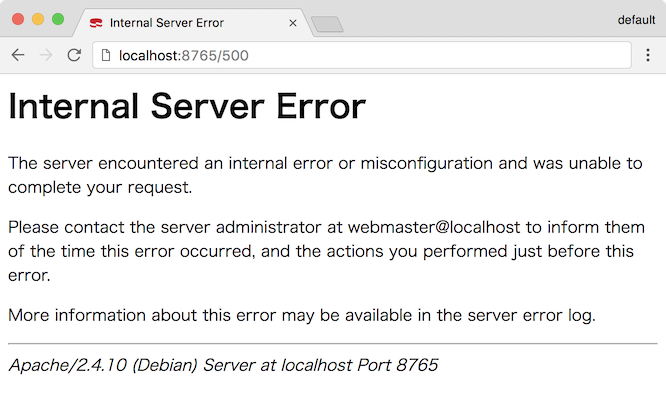 Internal Server Error
default
localhost:8765/500
Internal Server Error
The server encountered an internal error or misconfiguration and was unable to
complete your request.
Please contact the server administrator at webmaster@localhost to inform them
of the time this error occurred, and the actions you performed just before this
error.
More information about this error may be available in the server error log.
Apache/2.4.10 (Debian) Server at localhost Port 8765